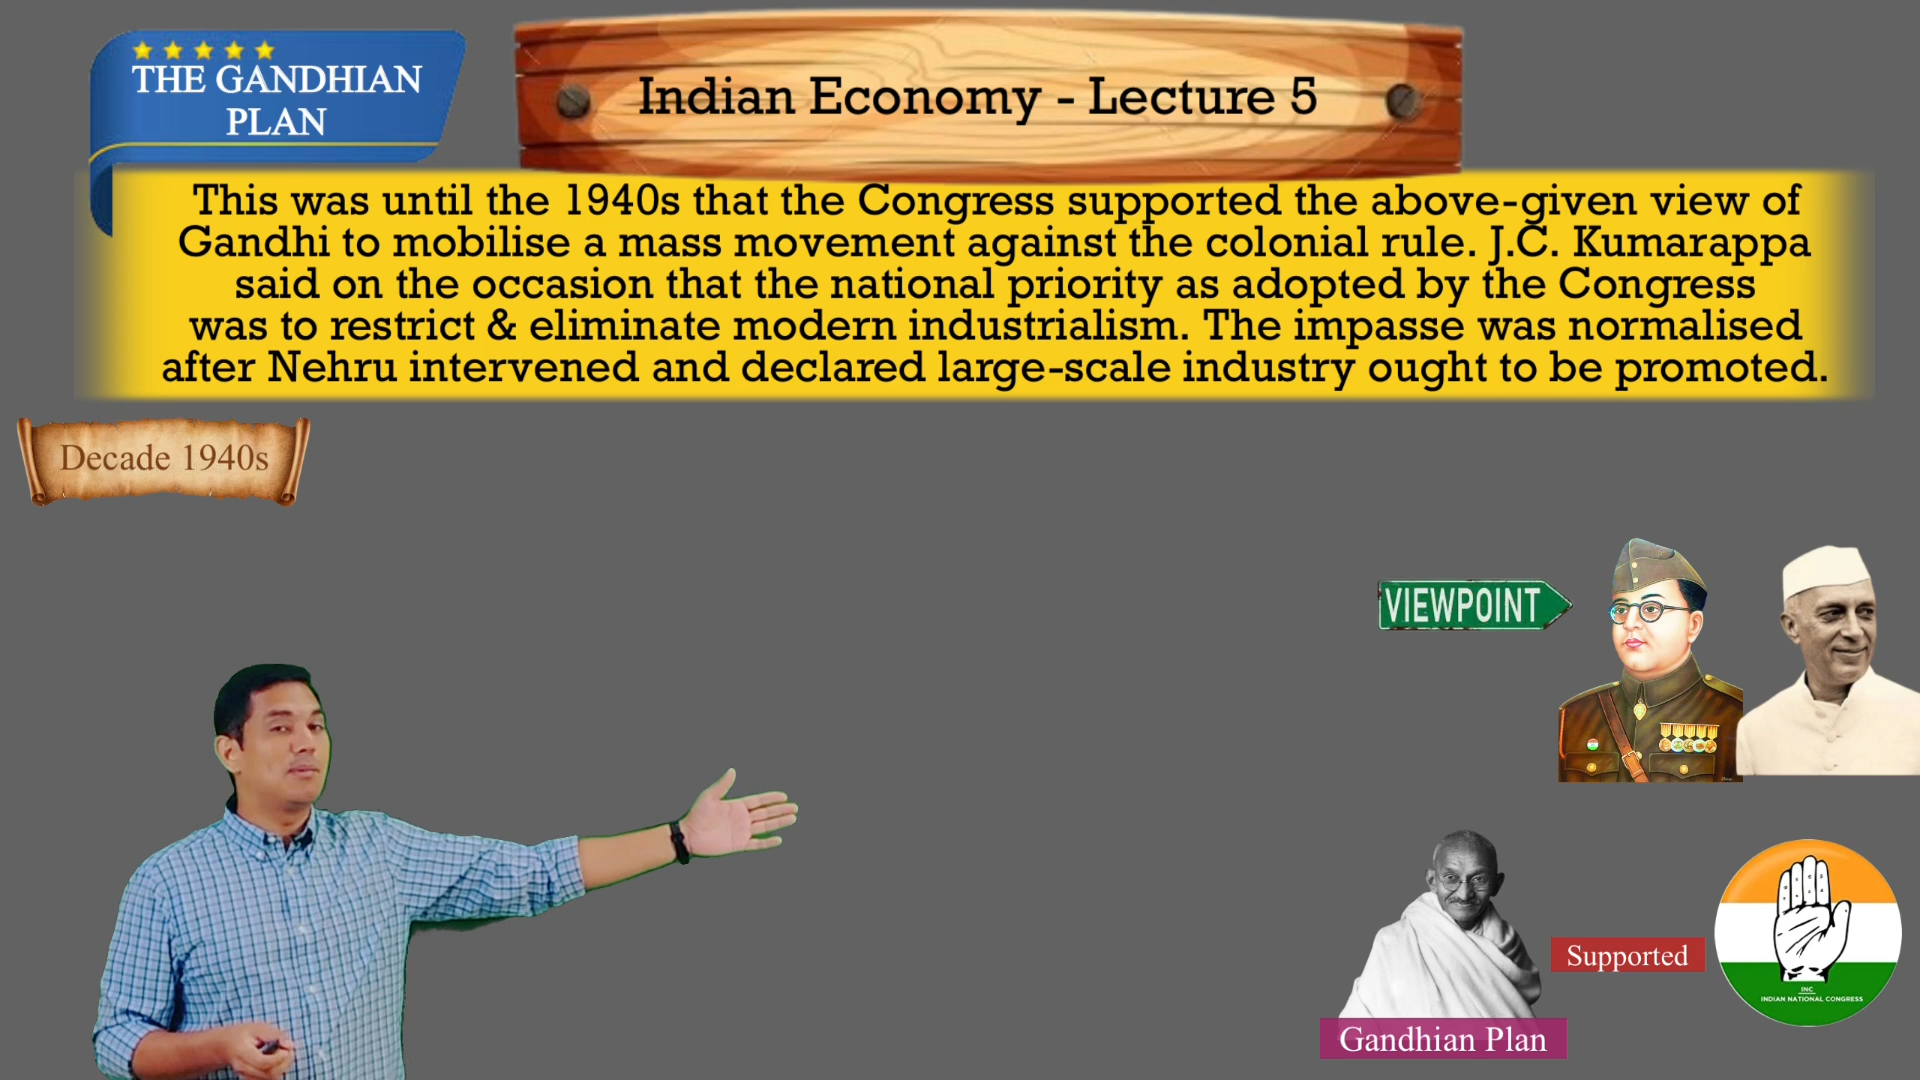 THE GANDHIAN
PLAN
Indian Economy - Lecture 5
This was until the 1940s that the Congress supported the above-given view of
Gandhi to mobilise a mass movement against the colonial rule. J.C. Kumarappa
said on the occasion that the national priority as adopted by the Congress
was to restrict & eliminate modern industrialism. The impasse was normalised
after Nehru intervened and declared large-scale industry ought to be promoted.
Decade 1940s
VIEWPOINT
Supported
INC
INDIAN NATIONAL CONGRESS
Gandhian Plan